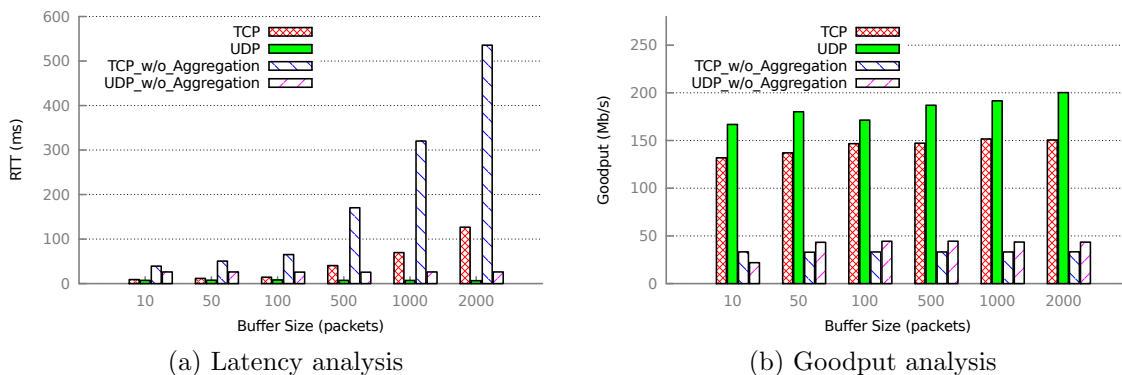 600
500
400
300
200
100
0
RTT (ms)
TCP
UDP
TCP_w/o_Aggregation
UDP_w/o_Aggregation
10 50 100 500 1000 2000
Buffer Size (packets)
(a) Latency analysis
250
200
150
100
50
0
Goodput (Mb/s)
TCP
UDP
TCP_w/o_Aggregation
UDP_w/o_Aggregation
10 50 100 500 1000 2000
Buffer Size (packets)
(b) Goodput analysis